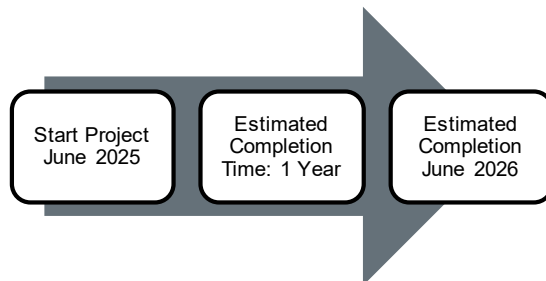 Start Project
June 2025
Estimated
Completion
Time: 1 Year
Estimated
Completion
June 2026